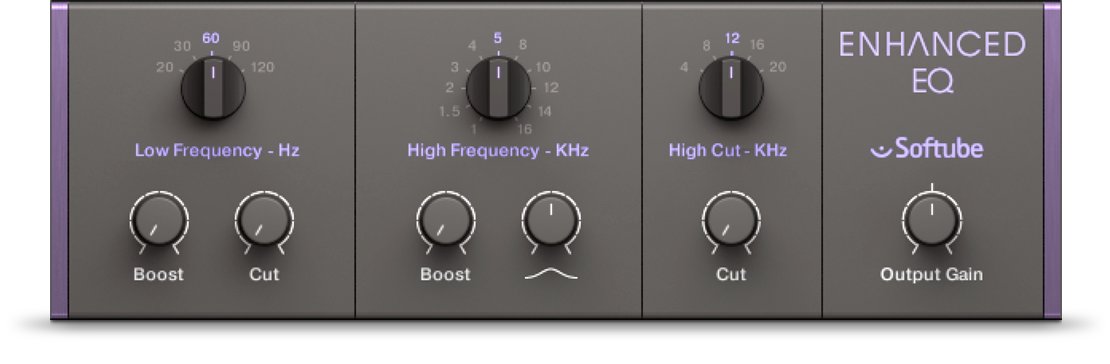 60
30 90
20 120
Low Frequency - Hz
Boost Cut
5
4 8
3 10
2 12
1.5 14
1 16
High Frequency - KHz
Boost
12
8 16
4 20
High Cut - KHz
Cut
ENHANCED
EQ
Softube
Output Gain